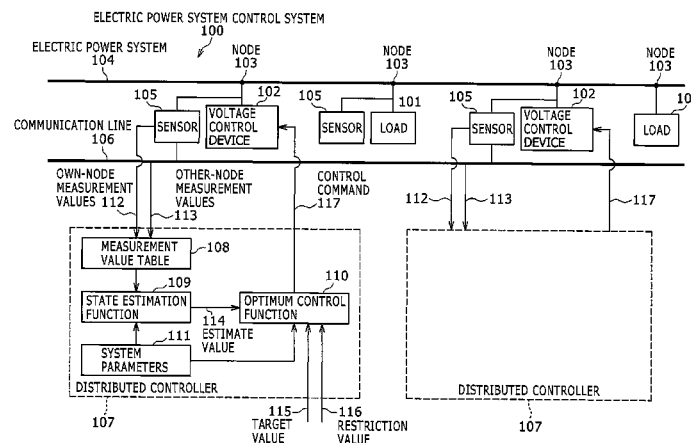 ELECTRIC POWER SYSTEM CONTROL SYSTEM
100
ELECTRIC POWER SYSTEM
104
NODE
103
NODE
103
NODE
103
NODE
103
105
SENSOR
102
VOLTAGE
CONTROL
DEVICE
105
SENSOR
101
LOAD
105
SENSOR
102
VOLTAGE
CONTROL
DEVICE
10
LOAD
COMMUNICATION LINE
106
OWN-NODE
MEASUREMENT
VALUES
112
OTHER-NODE
MEASUREMENT
VALUES
113
CONTROL
COMMAND
117
112
113
117
MEASUREMENT
VALUE TABLE
108
109
STATE ESTIMATION
FUNCTION
110
OPTIMUM CONTROL
FUNCTION
114
ESTIMATE
VALUE
111
SYSTEM
PARAMETERS
DISTRIBUTED CONTROLLER
107
115
TARGET
VALUE
116
RESTRICTION
VALUE
DISTRIBUTED CONTROLLER
107